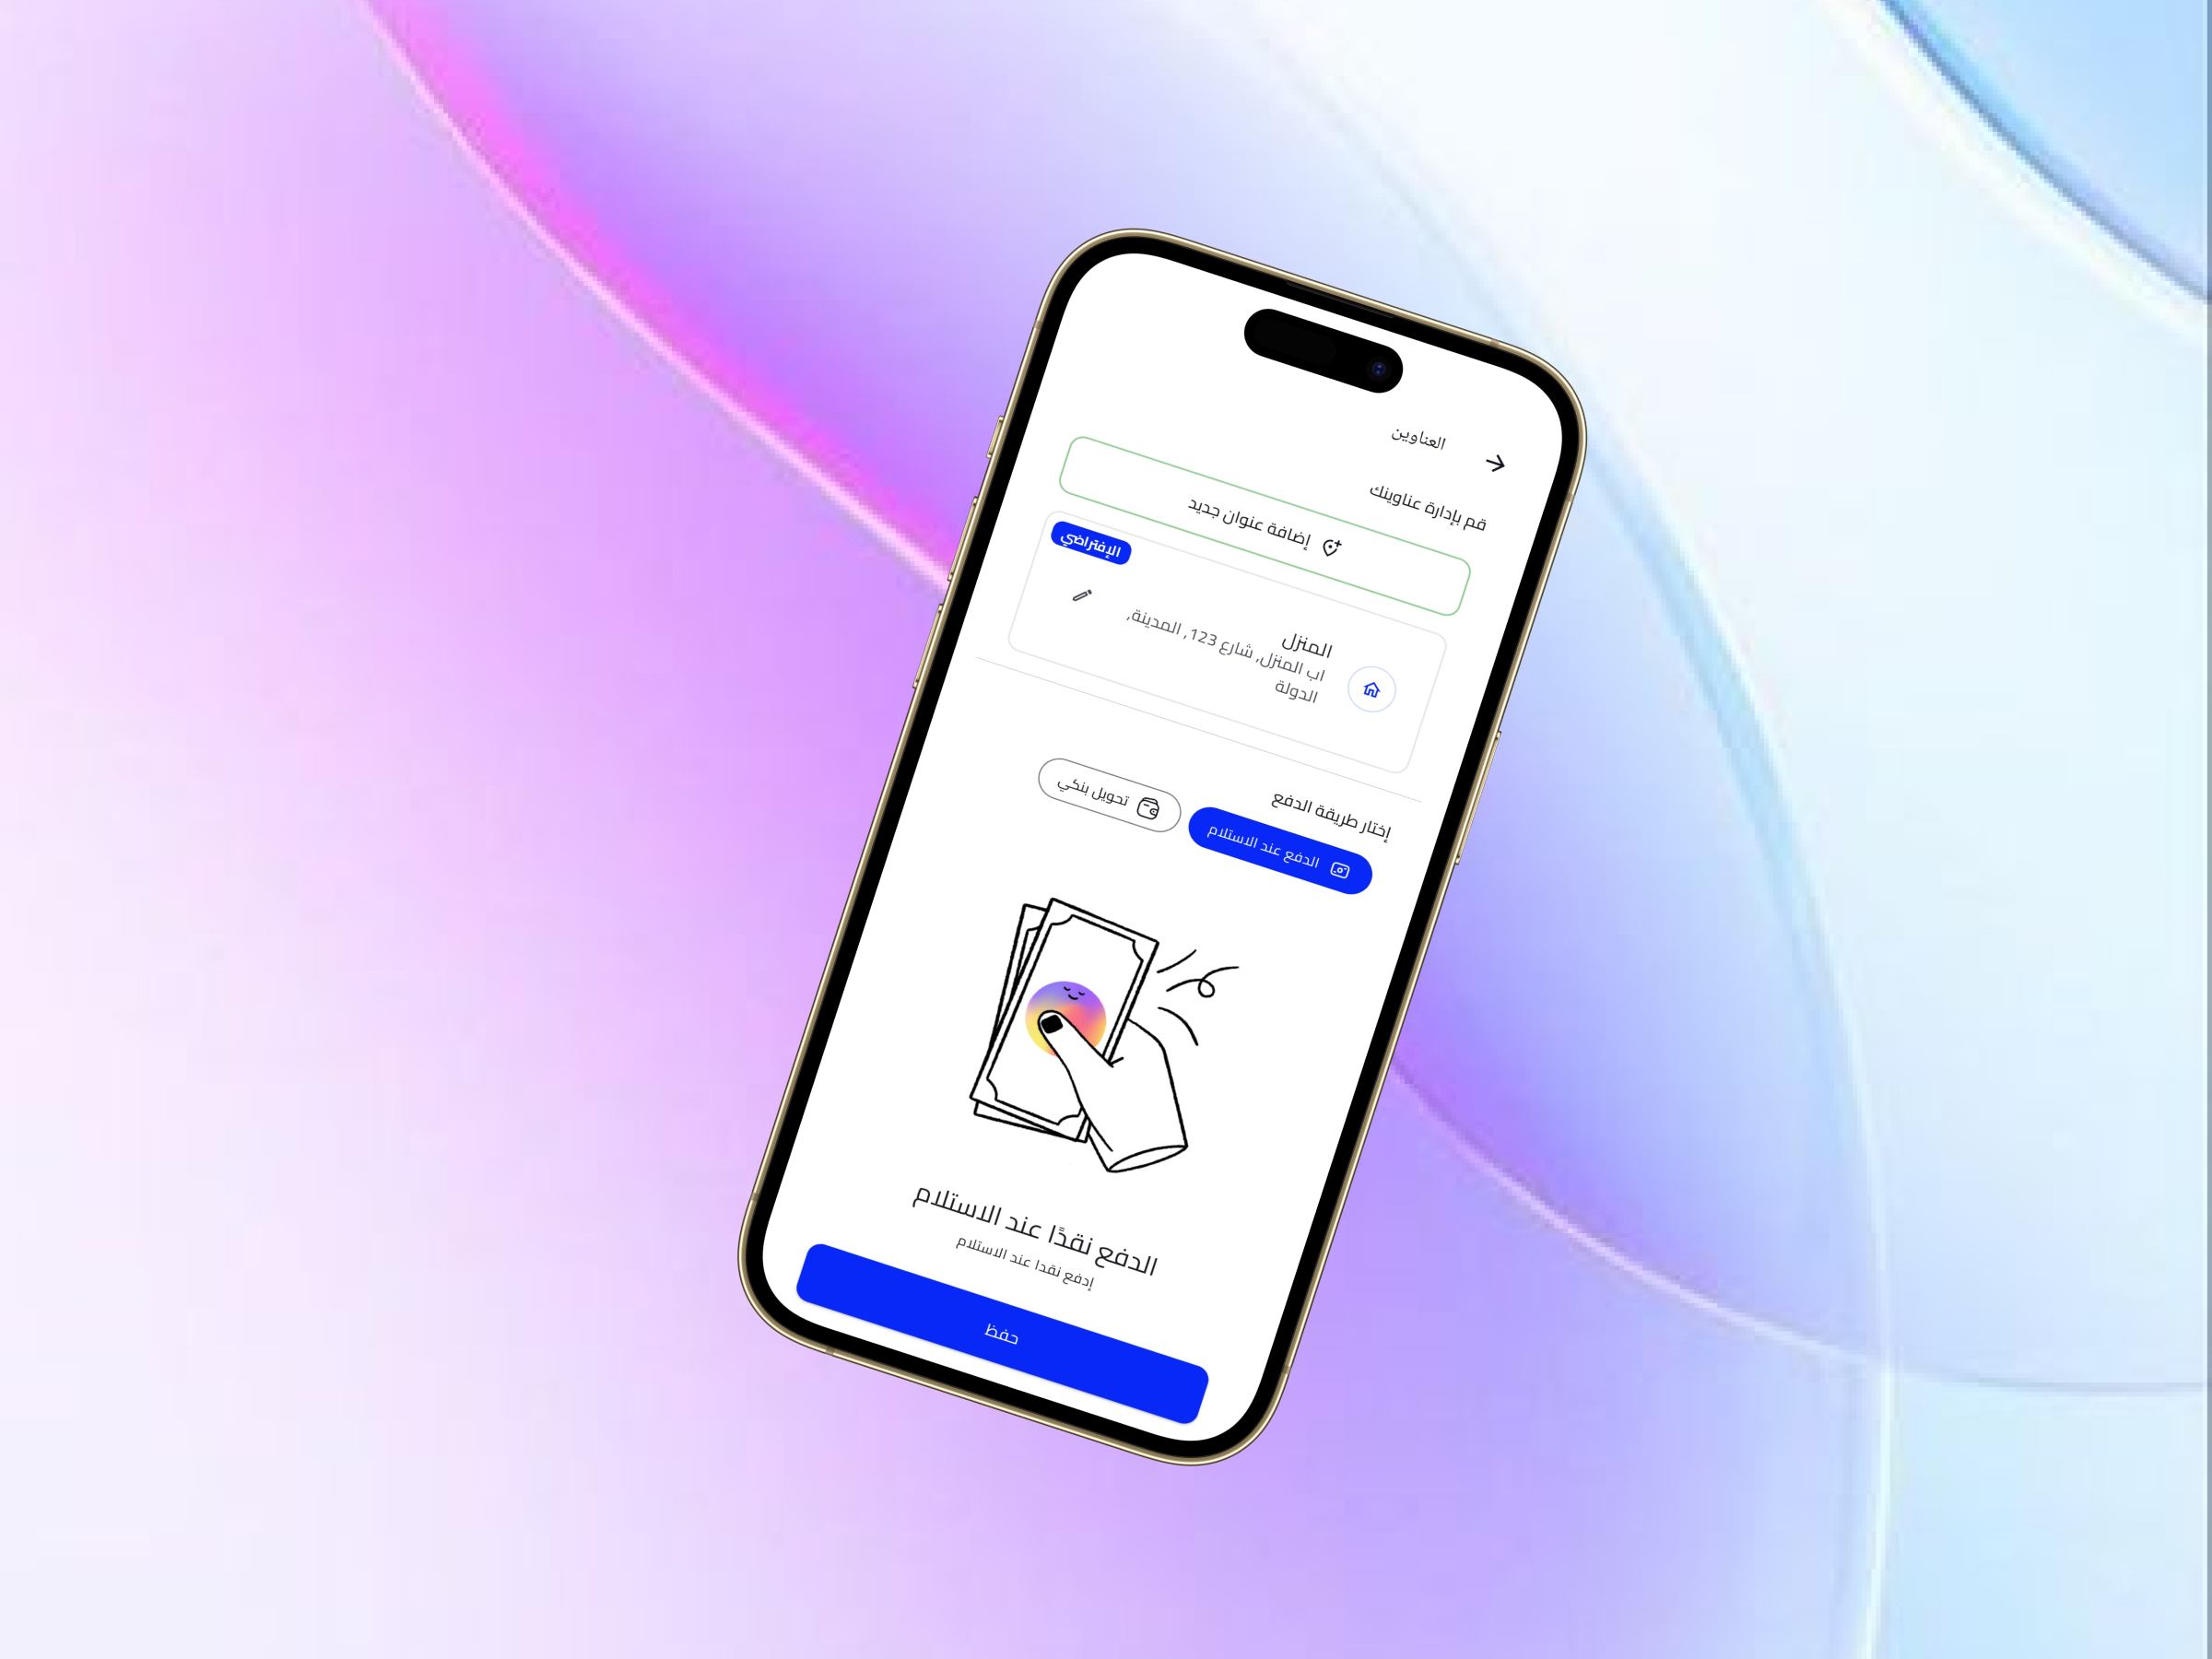 العناوين
قم بإدارة عناوينك
إضافة عنوان جديد
الإفتراضي
المنزل
اب المنزل, شارع 123, المدينة,
الدولة
إختار طريقة الدفع
الدفع عند الاستلام
تحويل بنكي
الدفع نقدًا عند الاستلام
إدفع نقدا عند الاستلام
حفظ